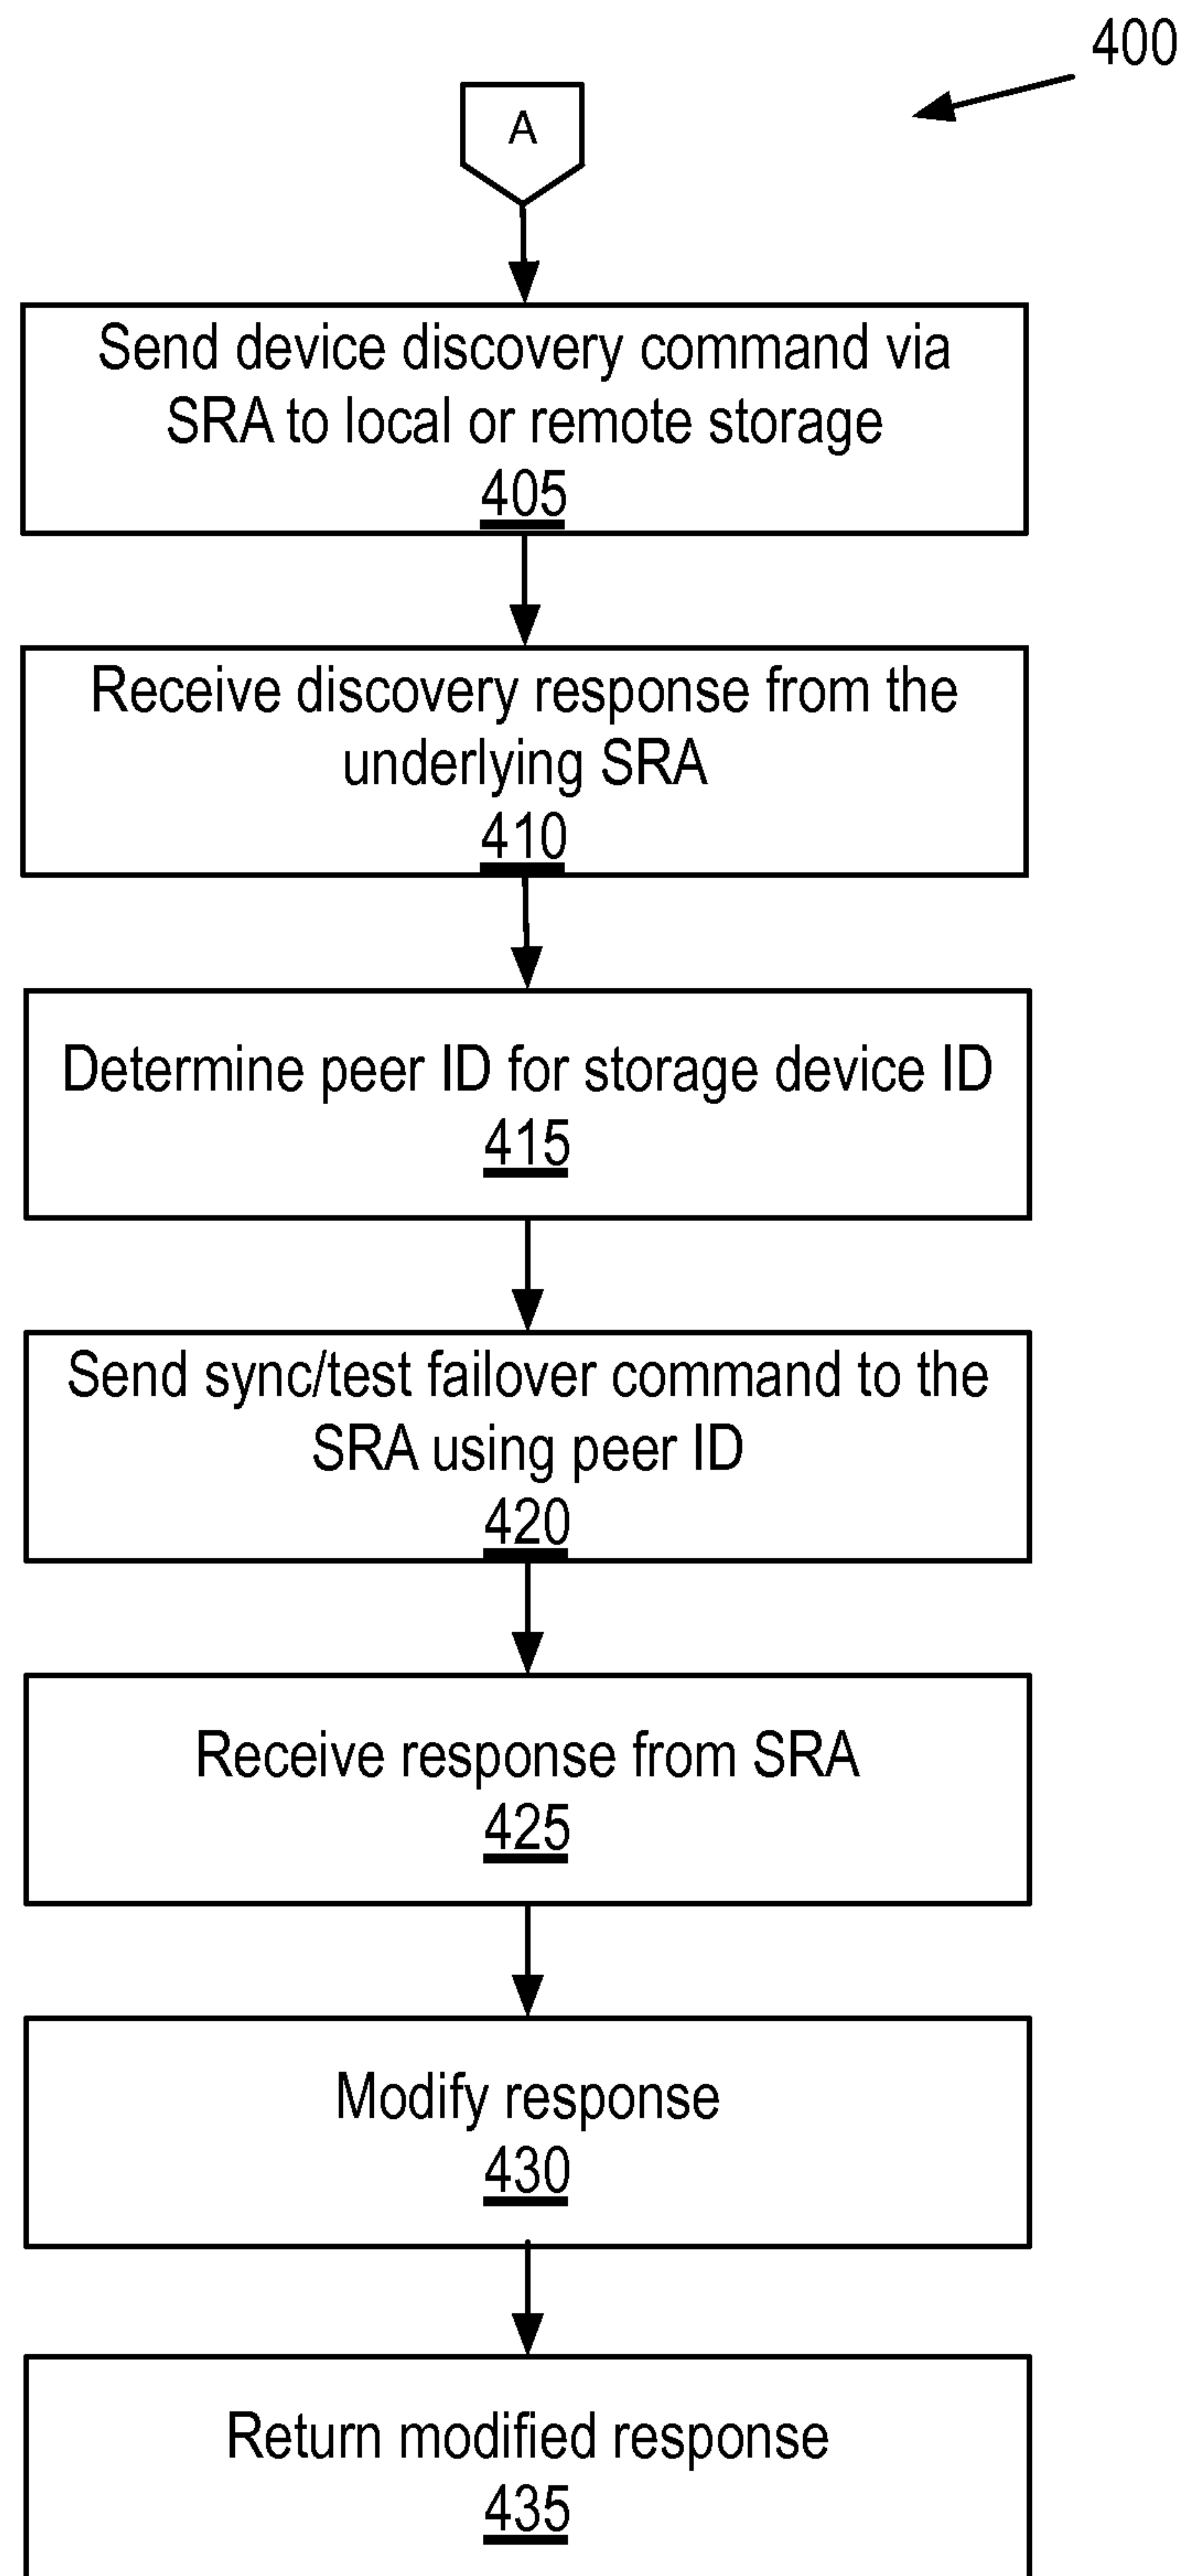 400
A
Send device discovery command via
SRA to local or remote storage
405
Receive discovery response from the
underlying SRA
410
Determine peer ID for storage device ID
415
Send sync/test failover command to the
SRA using peer ID
420
Receive response from SRA
425
Modify response
430
Return modified response
435